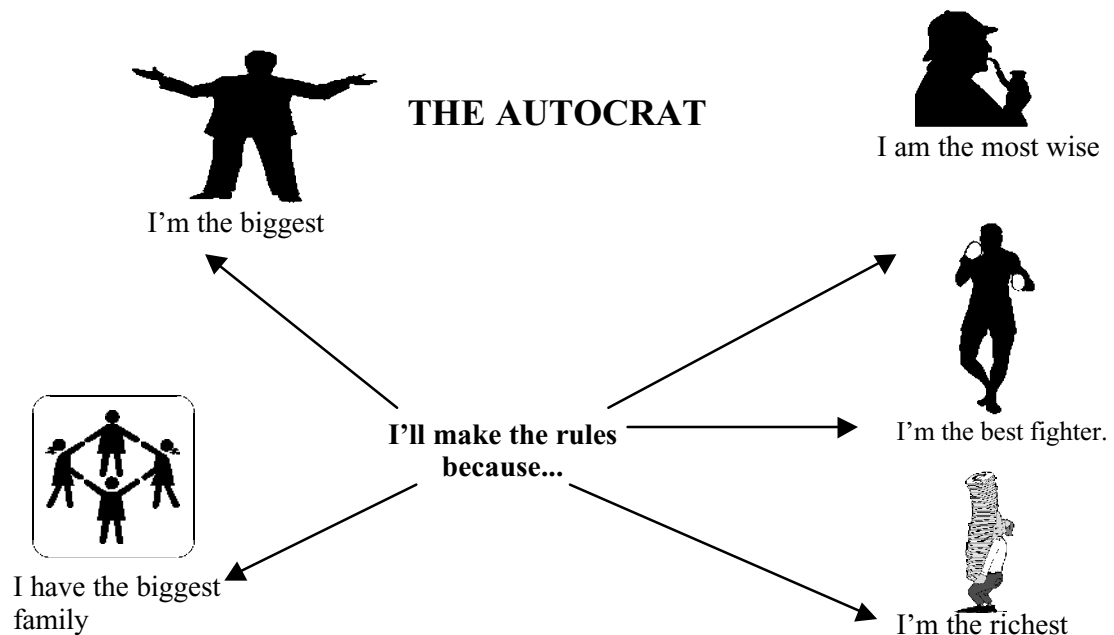 THE AUTOCRAT
I am the most wise
I'm the biggest
I'll make the rules
because...
I'm the best fighter.
I have the biggest
family
I'm the richest